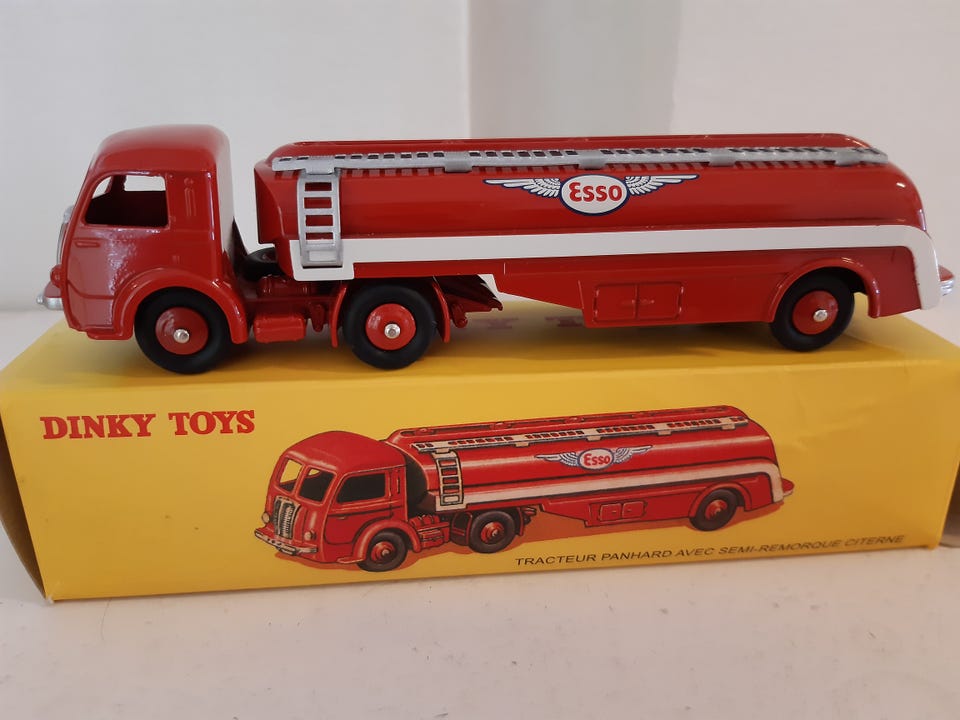 Esso
DINKY TOYS
Esso
TRACTEUR PANHARD AVEC SEMI-REMORQUE CITERNE